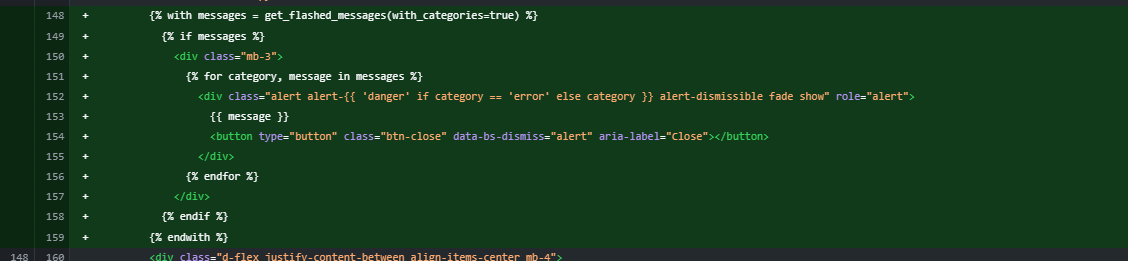 148 + {% with messages = get_flashed_messages(with_categories=true) %}
149 + {% if messages %}
150 + <div class="mb-3">
151 + {% for category, message in messages %}
152 + <div class="alert alert-{{ 'danger' if category == 'error' else category }} alert-dismissible fade show" role="alert">
153 + {{ message }}
154 + <button type="button" class="btn-close" data-bs-dismiss="alert" aria-label="Close"></button>
155 + </div>
156 + {% endfor %}
157 + </div>
158 + {% endif %}
159 + {% endwith %}
148 160 <div class="d-flex justify-content-between align-items-center mb-4">